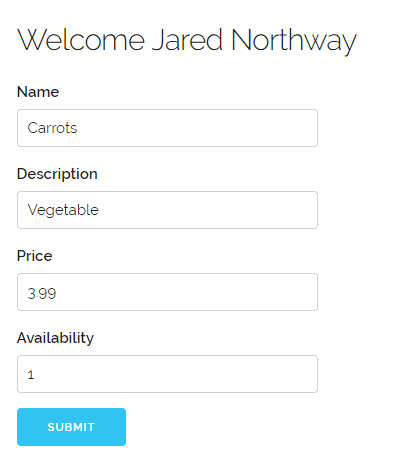 Welcome Jared Northway
Name
Carrots
Description
Vegetable
Price
3.99
Availability
1
SUBMIT